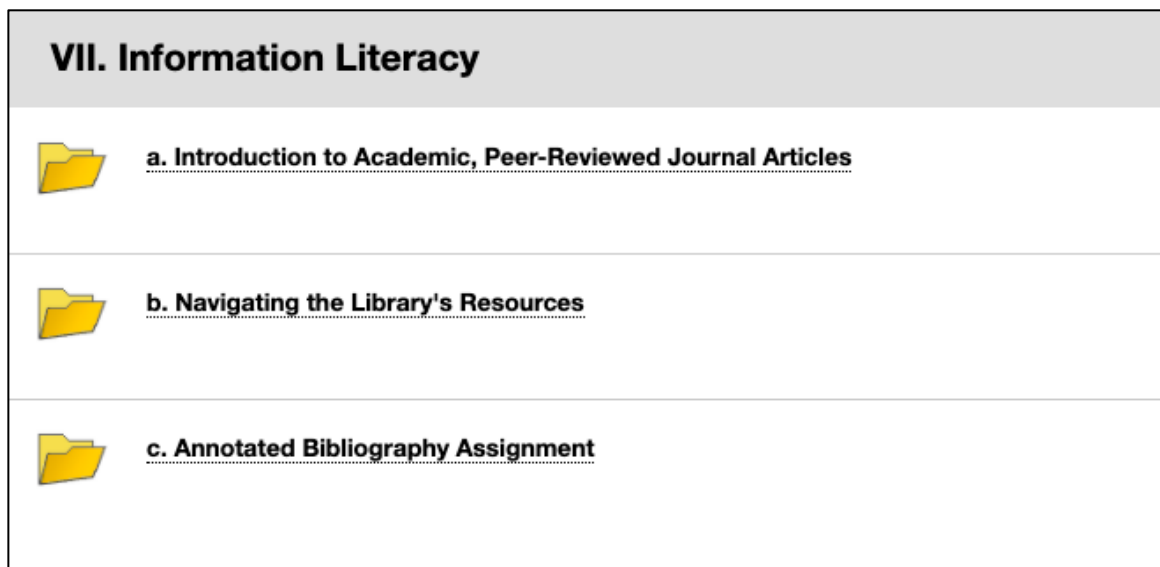 VII. Information Literacy
a. Introduction to Academic, Peer-Reviewed Journal Articles
b. Navigating the Library's Resources
c. Annotated Bibliography Assignment